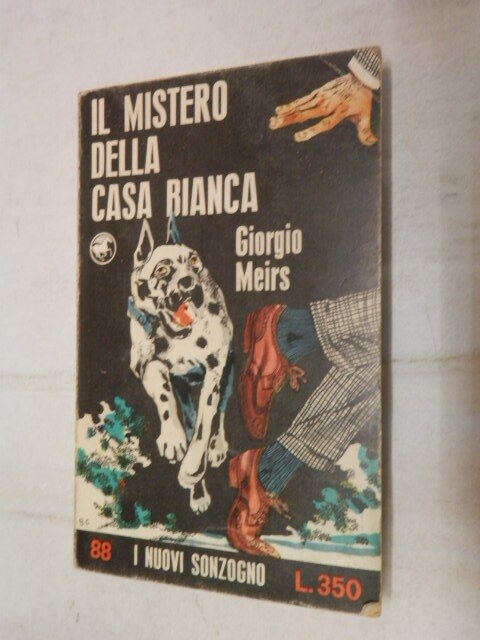 IL MISTERO
DELLA
CASA BIANCA
Giorgio
Meirs
B.C
88
I NUOVI SONZOGNO
L.350